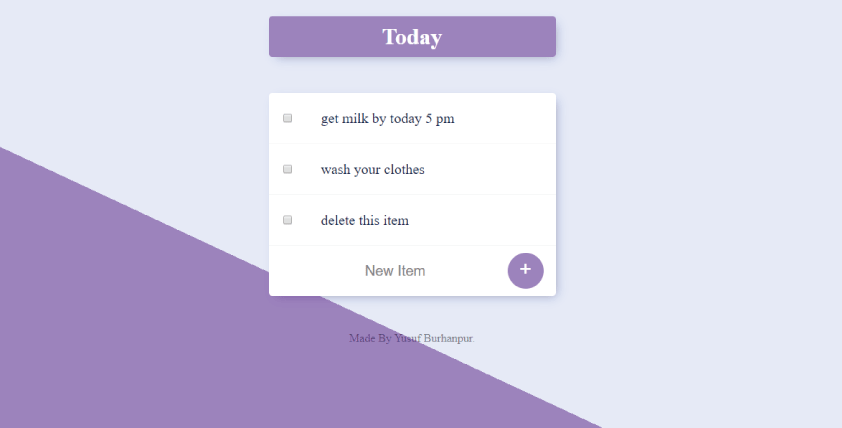 Today
get milk by today 5 pm
wash your clothes
delete this item
New Item
+
Made By Yusuf Burhanpur